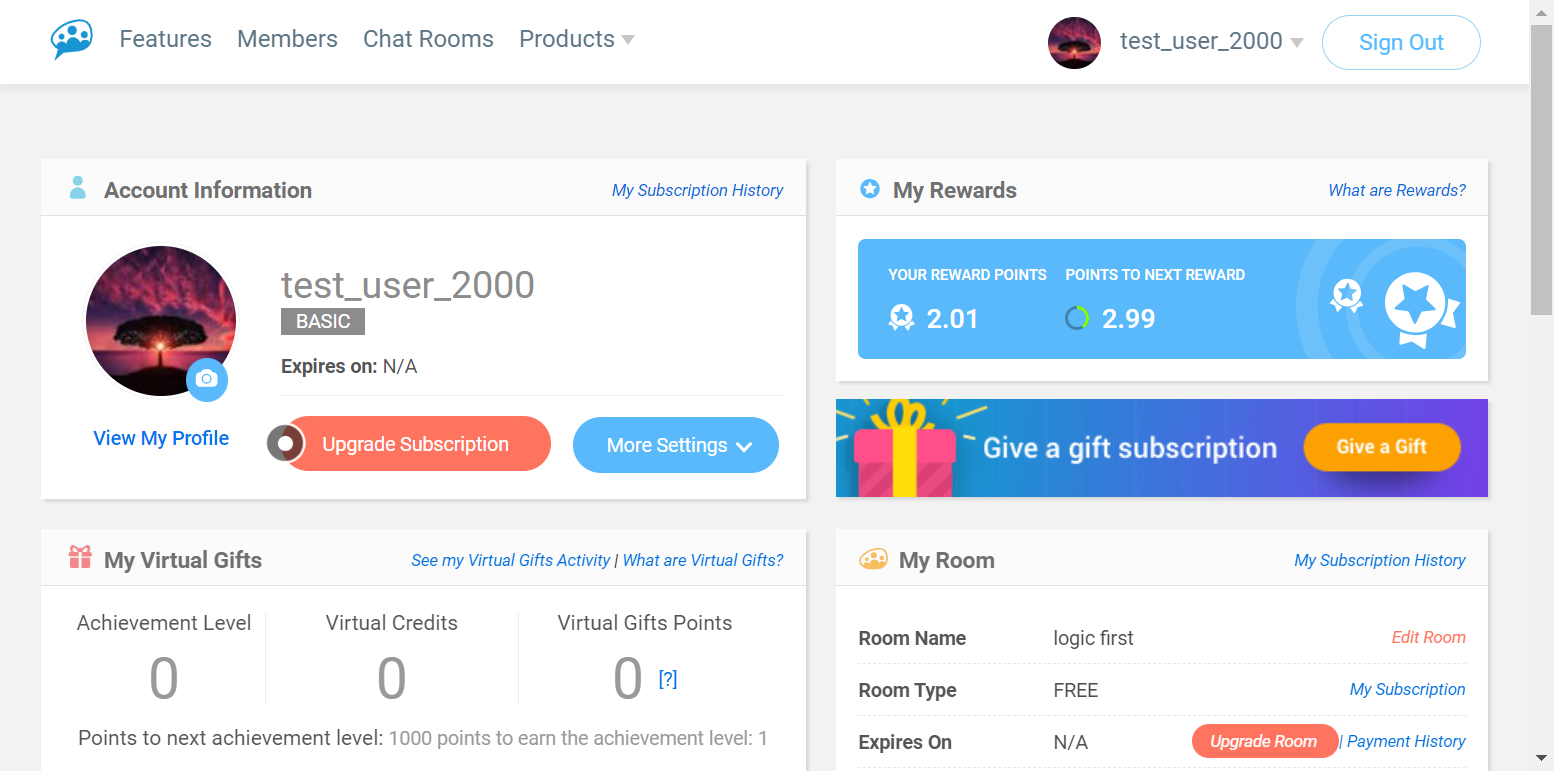 Features Members Chat Rooms Products
test_user_2000
Sign Out
Account Information
My Subscription History
test_user_2000
BASIC
Expires on: N/A
View My Profile
Upgrade Subscription
More Settings
My Rewards
What are Rewards?
YOUR REWARD POINTS
2.01
POINTS TO NEXT REWARD
2.99
Give a gift subscription
Give a Gift
My Virtual Gifts
See my Virtual Gifts Activity | What are Virtual Gifts?
Achievement Level
0
Virtual Credits
0
Virtual Gifts Points
0 [?]
Points to next achievement level: 1000 points to earn the achievement level: 1
My Room
My Subscription History
Room Name logic first Edit Room
Room Type FREE My Subscription
Expires On N/A Upgrade Room | Payment History